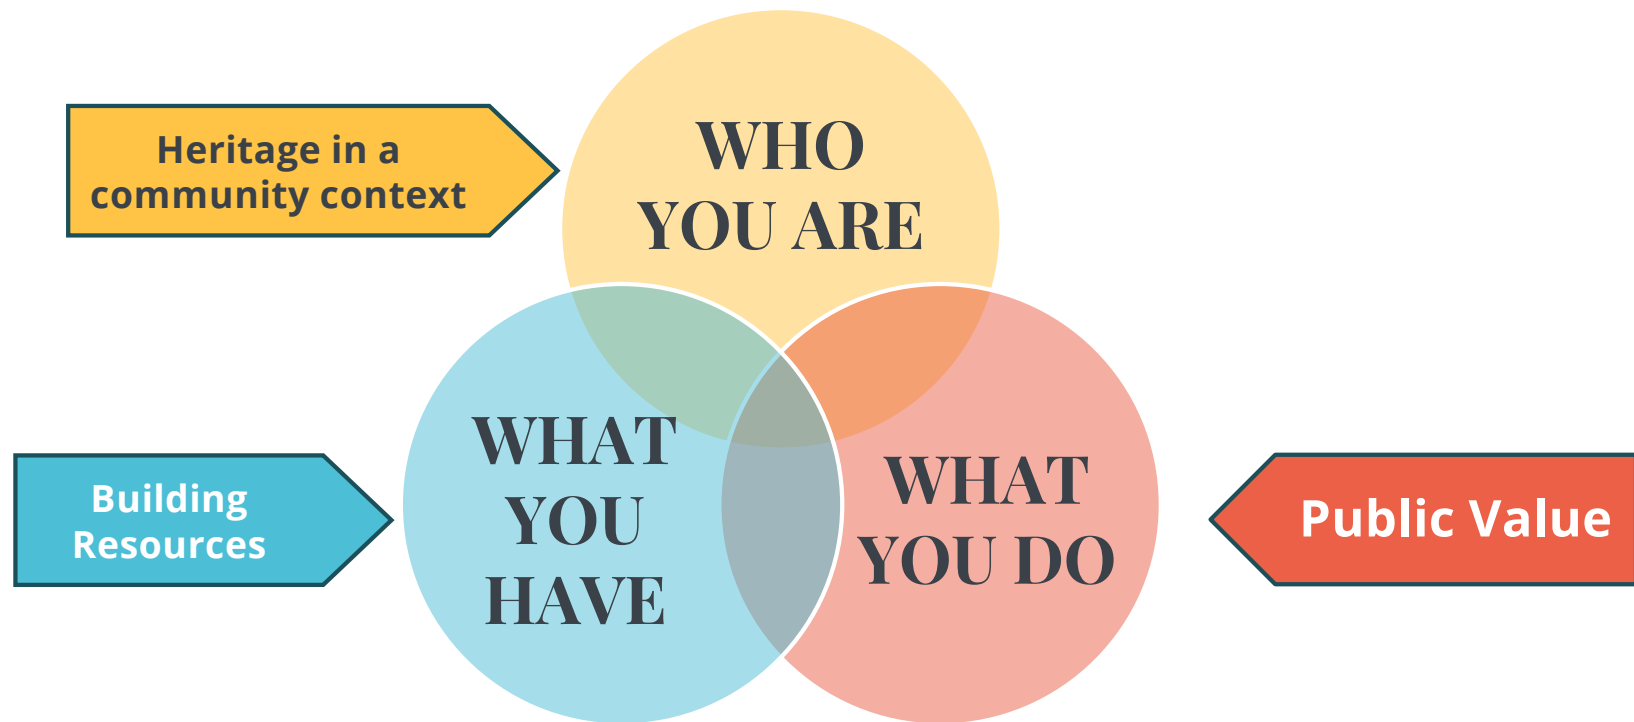 WHO
YOU ARE
Heritage in a
community context
WHAT
YOU
HAVE
Building
Resources
WHAT
YOU DO
Public Value